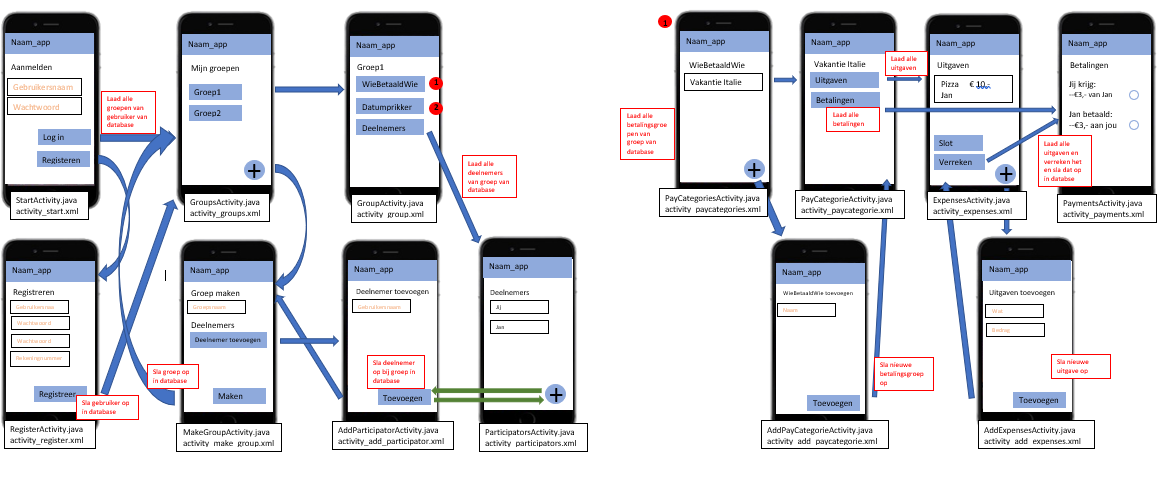 Naam_app
Aanmelden
Gebruikersnaam
Wachtwoord
Log in
Registeren
StartActivity.java
activity_start.xml
Laad alle
groepen van
gebruiker van
database
Naam_app
Mijn groepen
Groep1
Groep2
+
GroupsActivity.java
activity_groups.xml
Naam_app
Groep1
WieBetaaldWie
1
Datumprikker
2
Deelnemers
GroupActivity.java
activity_group.xml
Laad alle
deelnemers
van groep van
database
Naam_app
Registreren
Gebruikersnaam
Wachtwoord
Wachtwoord
Rekeningnummer
Registreer
Sla gebruiker op
in database
RegisterActivity.java
activity_register.xml
Naam_app
Groep maken
Groepsnaam
Deelnemers
Deelnemer toevoegen
Maken
Sla groep op
in database
MakeGroupActivity.java
activity_make_group.xml
Naam_app
Deelnemer toevoegen
Gebruikersnaam
Sla deelnemer
op bij groep in
database
Toevoegen
AddParticipatorActivity.java
activity_add_participator.xml
Naam_app
Deelnemers
Jij
Jan
+
ParticipatorsActivity.java
activity_participators.xml
1
Naam_app
WieBetaaldWie
Vakantie Italie
Laad alle
betalingsgroe
pen van groep
van
database
+
PayCategoriesActivity.java
activity_paycategories.xml
Naam_app
Vakantie Italie
Uitgaven
Betalingen
Laad alle
betalingen
PayCategorieActivity.java
activity_paycategorie.xml
Laad alle
uitgaven
Naam_app
Uitgaven
Pizza € 10,-
Jan
Slot
Verreken
+
ExpensesActivity.java
activity_expenses.xml
Naam_app
Betalingen
Jij krijg:
--€3,- van Jan
Jan betaald:
--€3,- aan jou
Laad alle
uitgaven en
verreken het
en sla dat op
in databse
PaymentsActivity.java
activity_payments.xml
Naam_app
WieBetaaldWie toevoegen
Naam
Toevoegen
Sla nieuwe
betalingsgroep
op
AddPayCategorieActivity.java
activity_add_paycategorie.xml
Naam_app
Uitgaven toevoegen
Wat
Bedrag
Toevoegen
Sla nieuwe
uitgave op
AddExpensesActivity.java
activity_add_expenses.xml